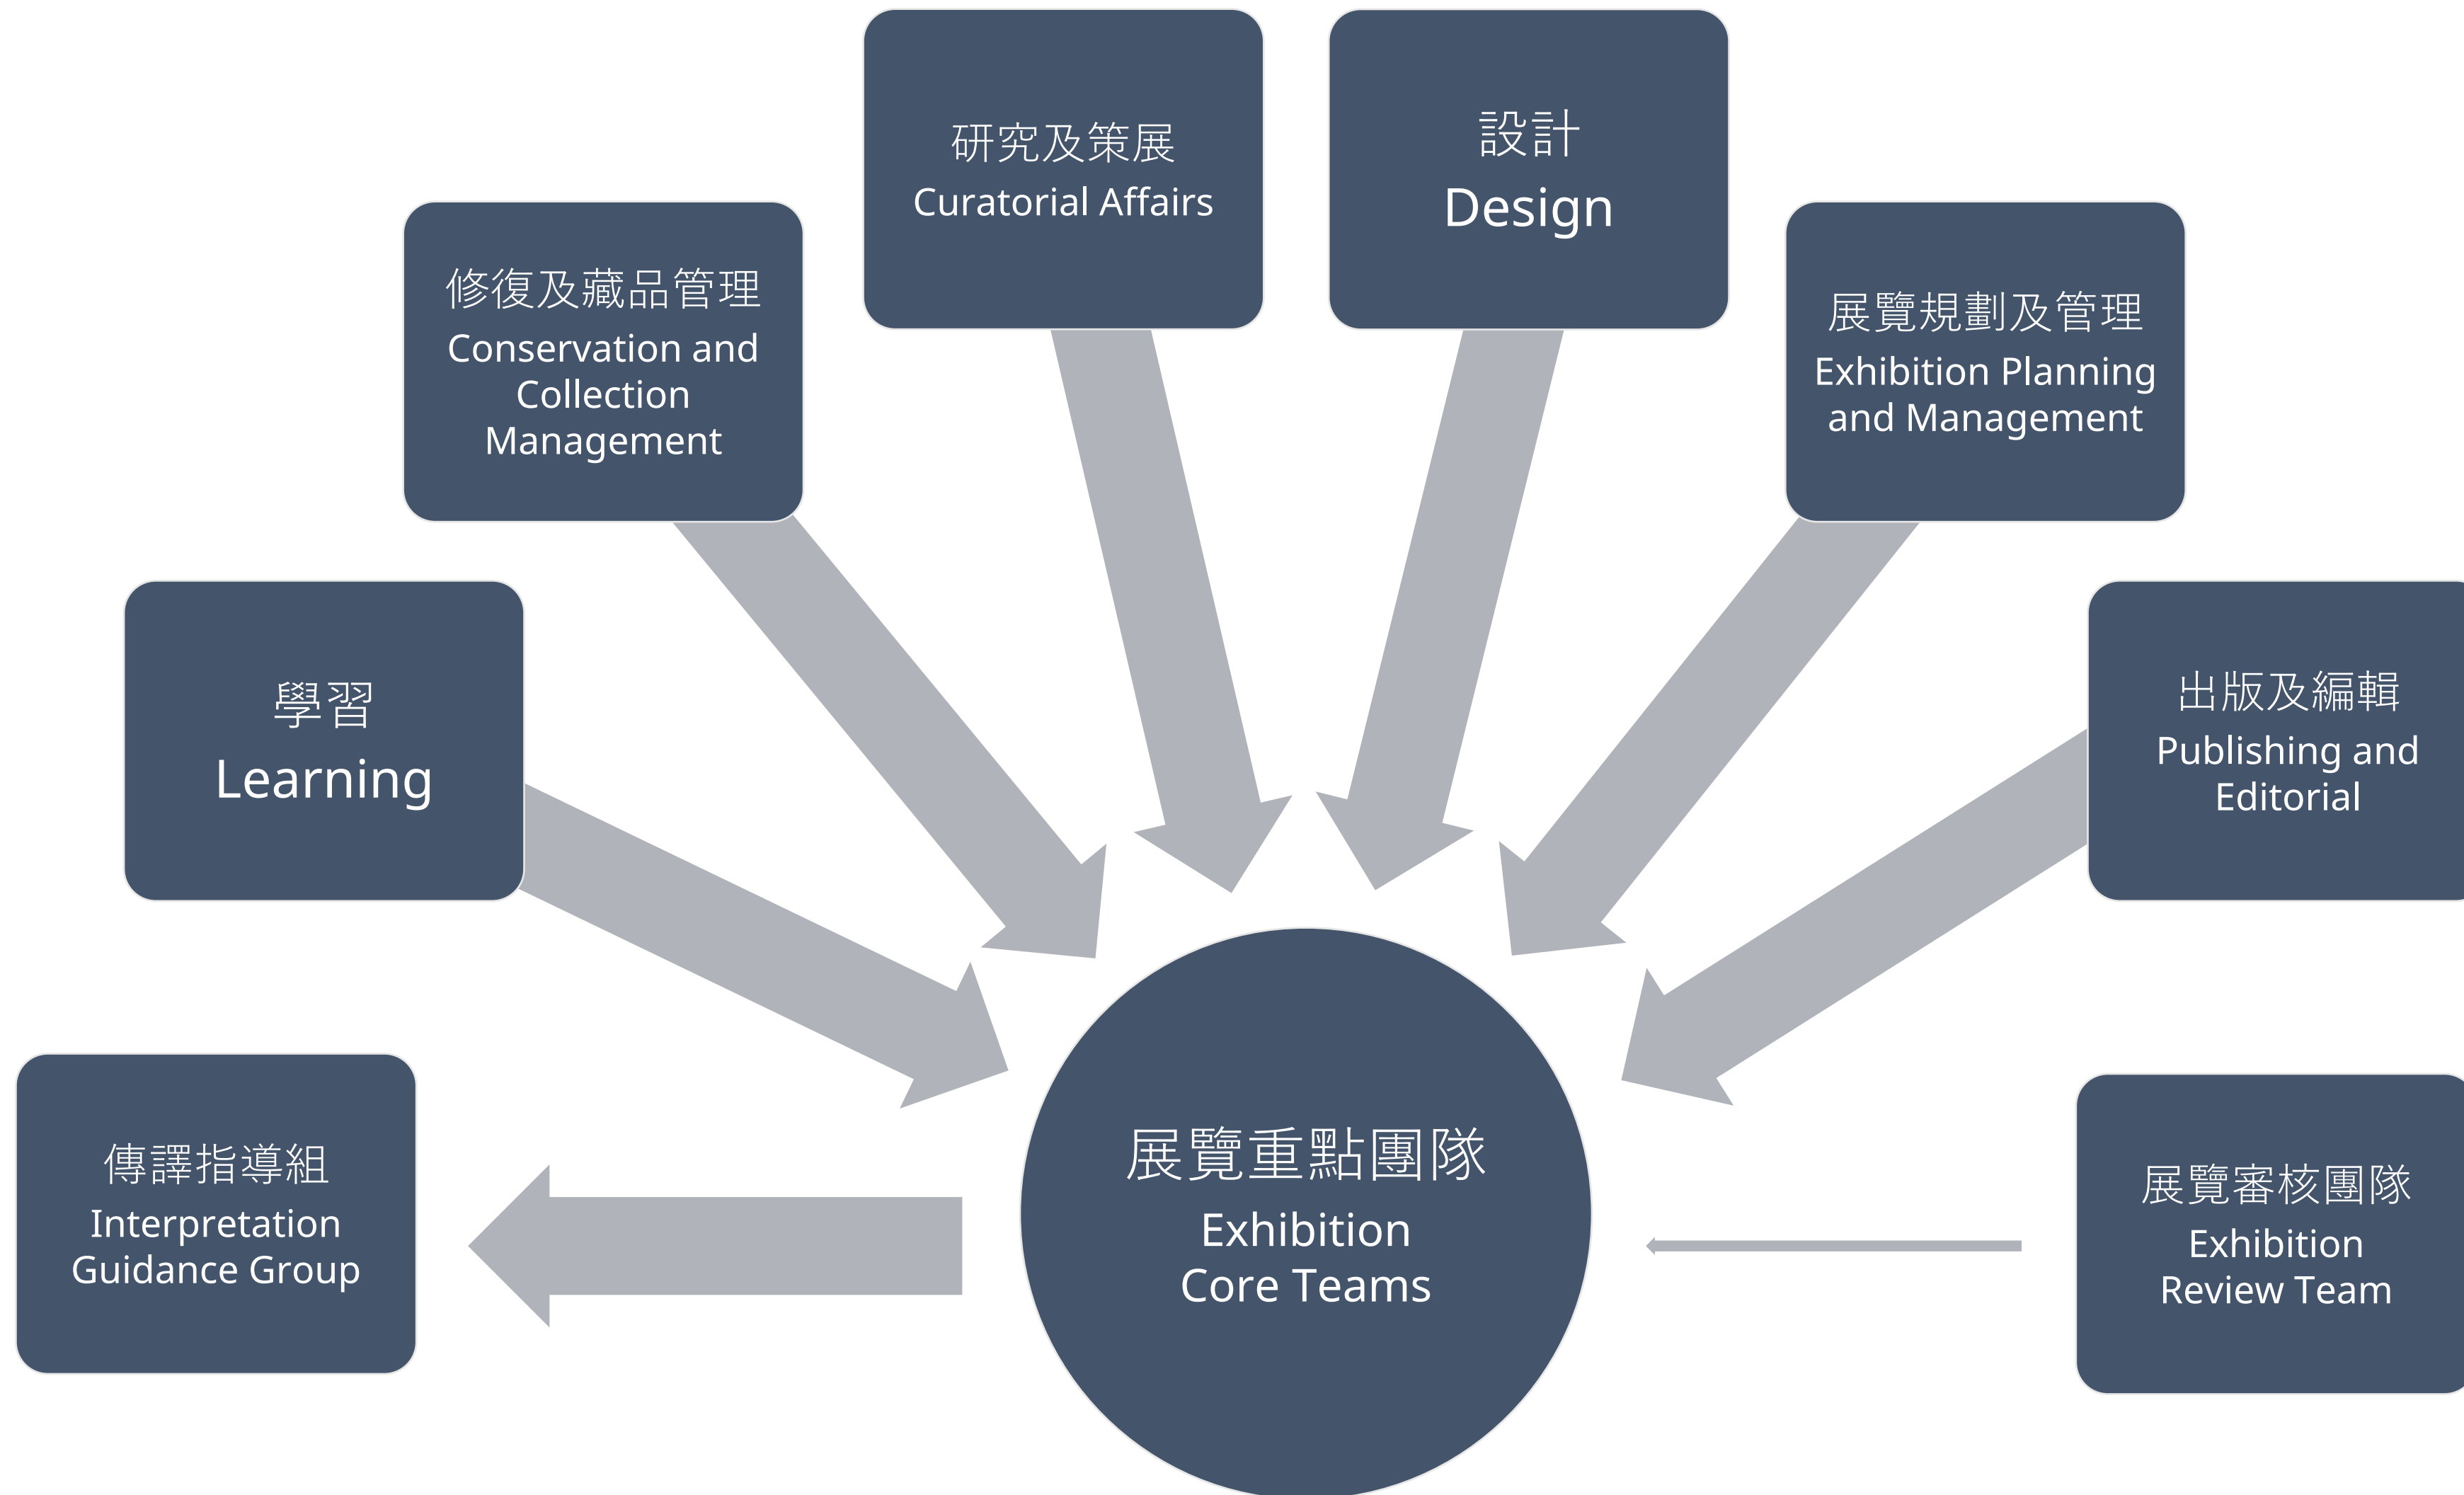 研究及策展
Curatorial Affairs
設計
Design
修復及藏品管理
Conservation and
Collection
Management
展覽規劃及管理
Exhibition Planning
and Management
學習
Learning
出版及編輯
Publishing and
Editorial
傳譯指導組
Interpretation
Guidance Group
展覽重點團隊
Exhibition
Core Teams
展覽審核團隊
Exhibition
Review Team